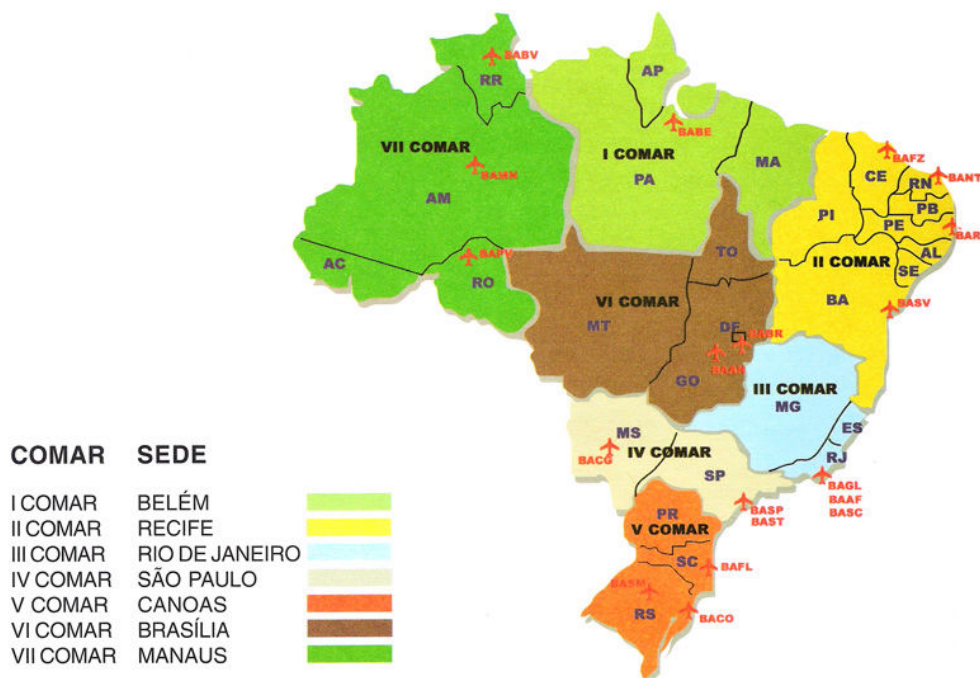 BABV
RR
AP
BABE
VII COMAR
I COMAR
MA
BAMN
PA
AM
BAFZ
CE
RN
BANT
PI
PB
PE
BAR
AL
AC
BAPV
RO
TO
II COMAR
SE
VI COMAR
BA
BASV
MT
DF
BABR
BAAN
GO
III COMAR
MG
MS
ES
BACG
IV COMAR
RJ
SP
BAGL
BAAF
BASC
BASP
BAST
PR
V COMAR
SC
BAFL
BASM
RS
BACO
COMAR SEDE
I COMAR BELÉM
II COMAR RECIFE
III COMAR RIO DE JANEIRO
IV COMAR SÃO PAULO
V COMAR CANOAS
VI COMAR BRASÍLIA
VII COMAR MANAUS